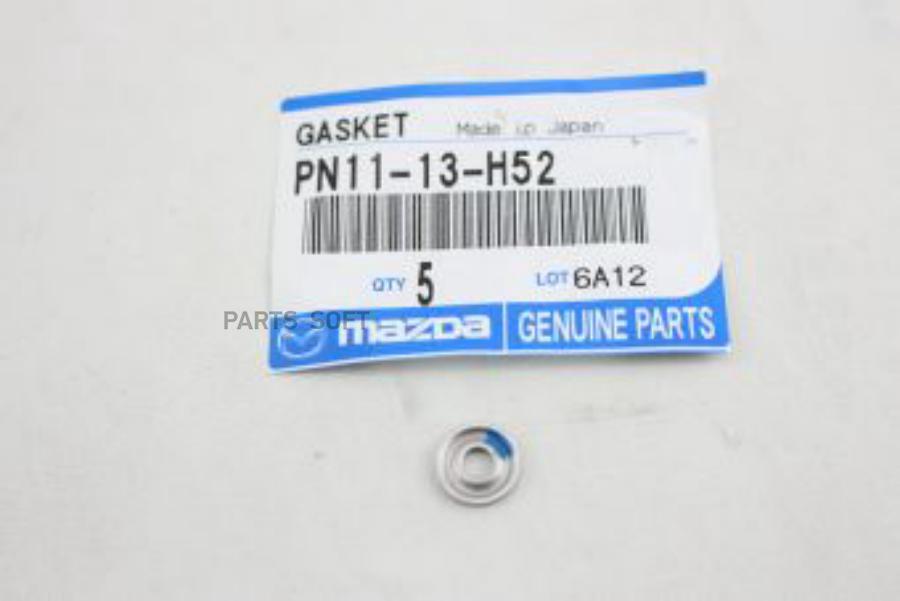 GASKET Made in Japan
PN11-13-H52
QTY 5 LOT 6A12
PARTS SOFT
mazda GENUINE PARTS